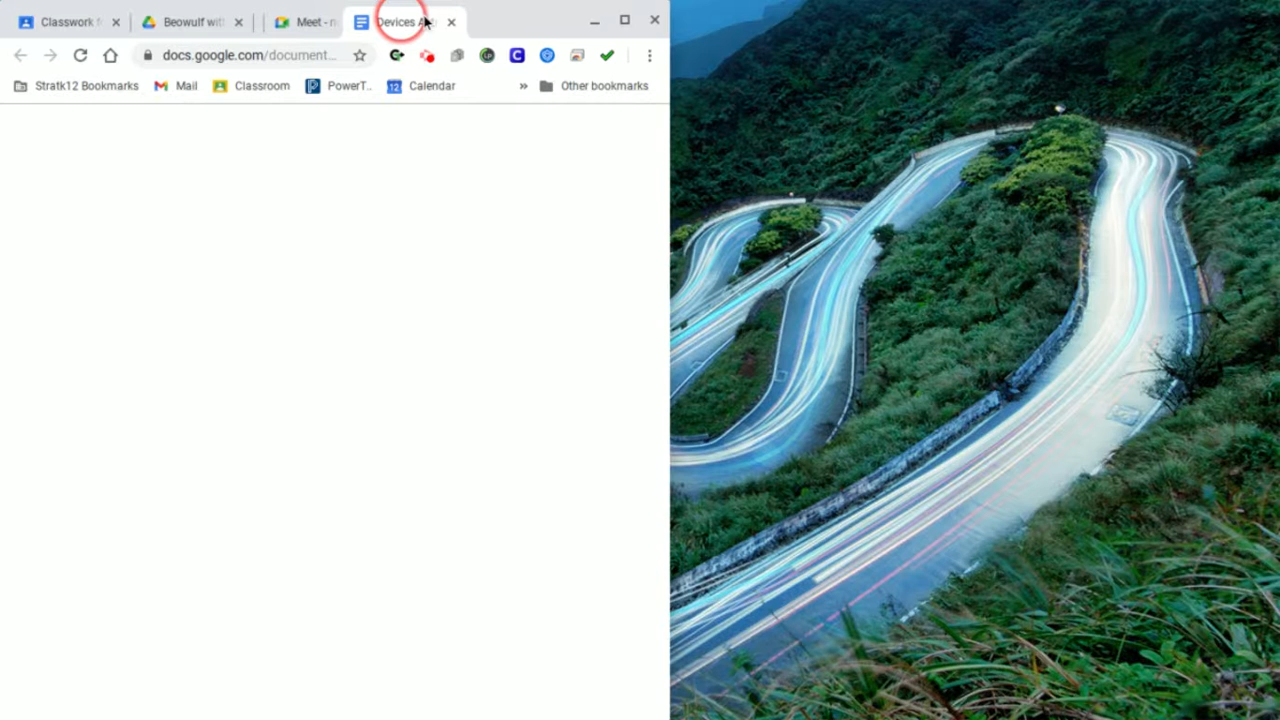 Classwork f
Beowulf wit
Meet - n
Devices A
docs.google.com/document...
Stratk12 Bookmarks
Mail
Classroom
PowerT..
12
Calendar
»
Other bookmarks